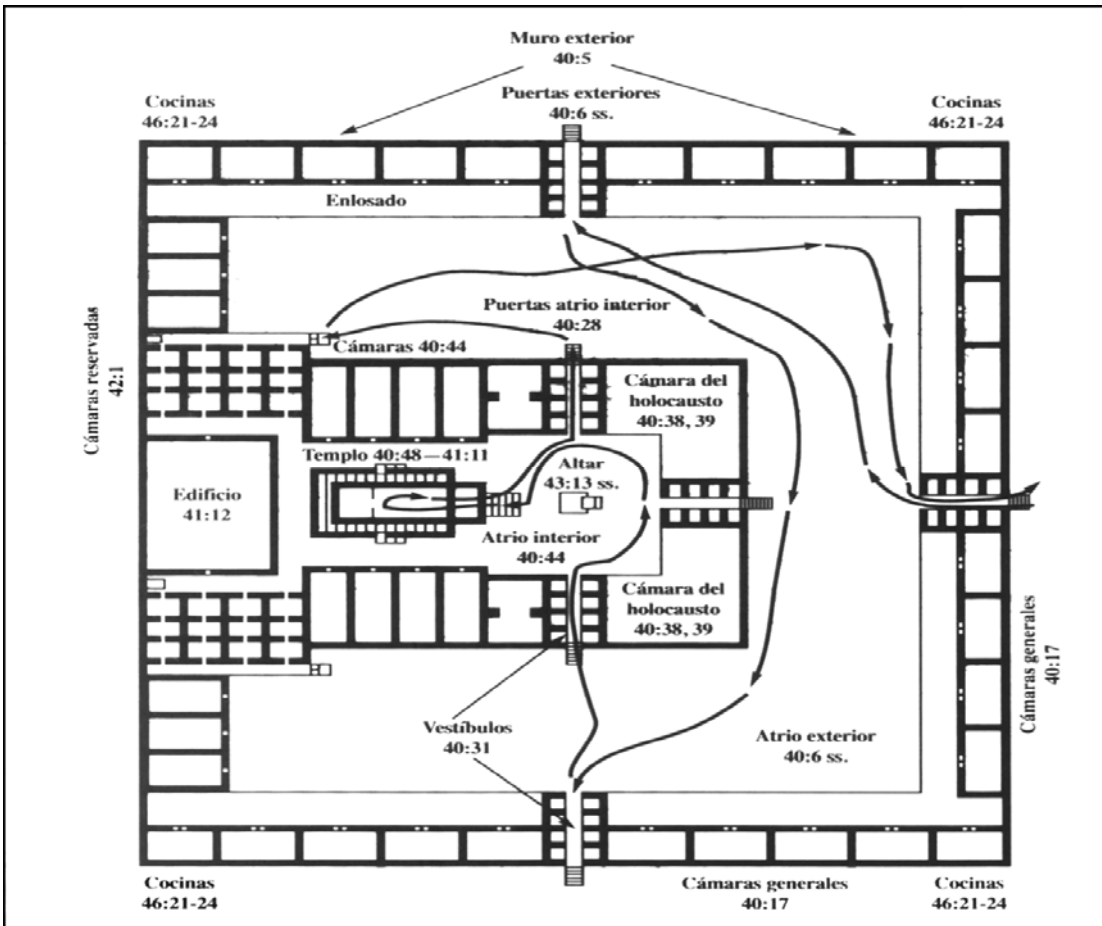 Muro exterior
40:5
Cocinas
46:21-24
Puertas exteriores
40:6 ss.
Cocinas
46:21-24
Enlosado
Cámaras reservadas
42:1
Puertas atrio interior
40:28
Cámaras 40:44
Cámara del
holocausto
40:38, 39
Templo 40:48—41:11
Altar
43:13 ss.
Edificio
41:12
Atrio interior
40:44
Cámara del
holocausto
40:38, 39
Cámaras generales
40:17
Vestíbulos
40:31
Atrio exterior
40:6 ss.
Cocinas
46:21-24
Cámaras generales
40:17
Cocinas
46:21-24